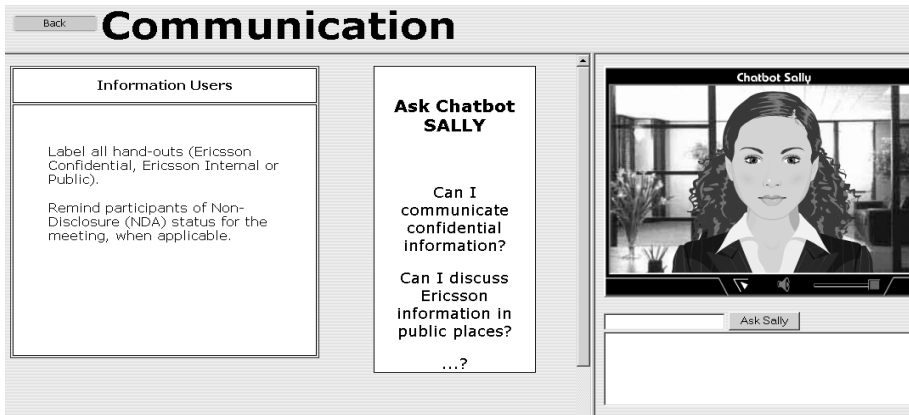 Back
Communication
Information Users
Label all hand-outs (Ericsson
Confidential, Ericsson Internal or
Public).
Remind participants of Non-
Disclosure (NDA) status for the
meeting, when applicable.
Ask Chatbot
SALLY
Can I
communicate
confidential
information?
Can I discuss
Ericsson
information in
public places?
...?
Chatbot Sally
Ask Sally